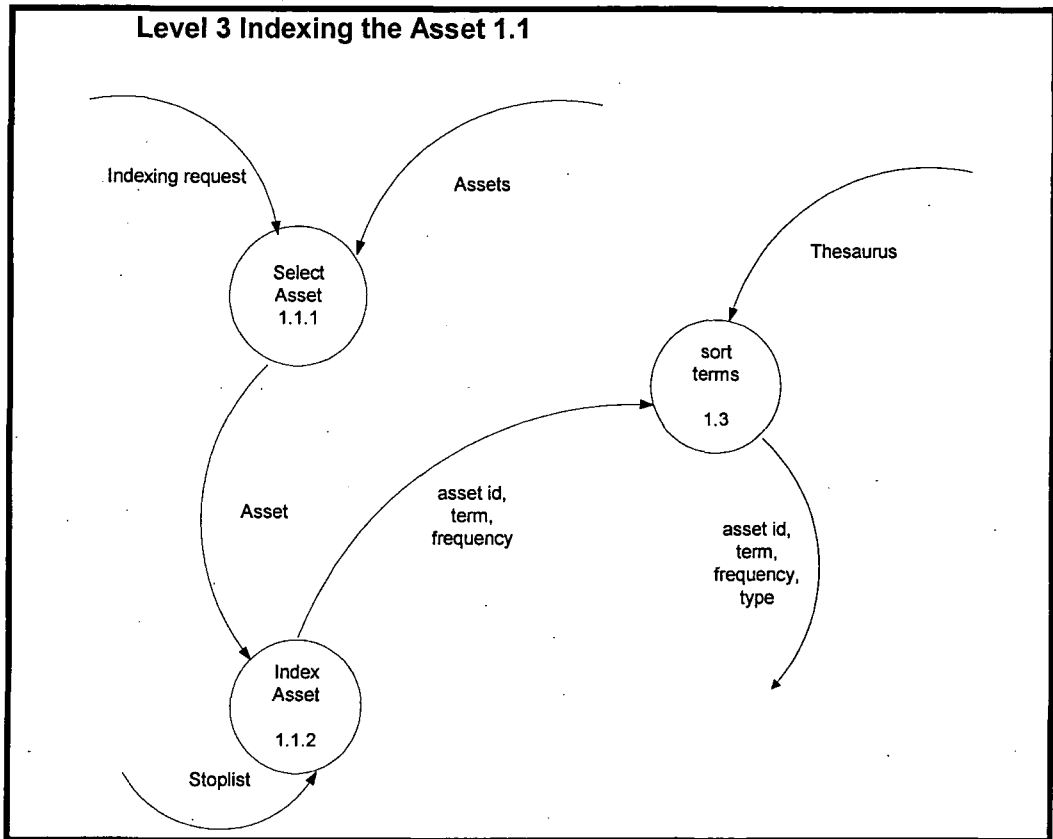 Level 3 Indexing the Asset 1.1
Indexing request
Assets
Select
Asset
1.1.1
Thesaurus
sort
terms
1.3
Asset
asset id,
term,
frequency
asset id,
term,
frequency,
type
Index
Asset
1.1.2
Stoplist